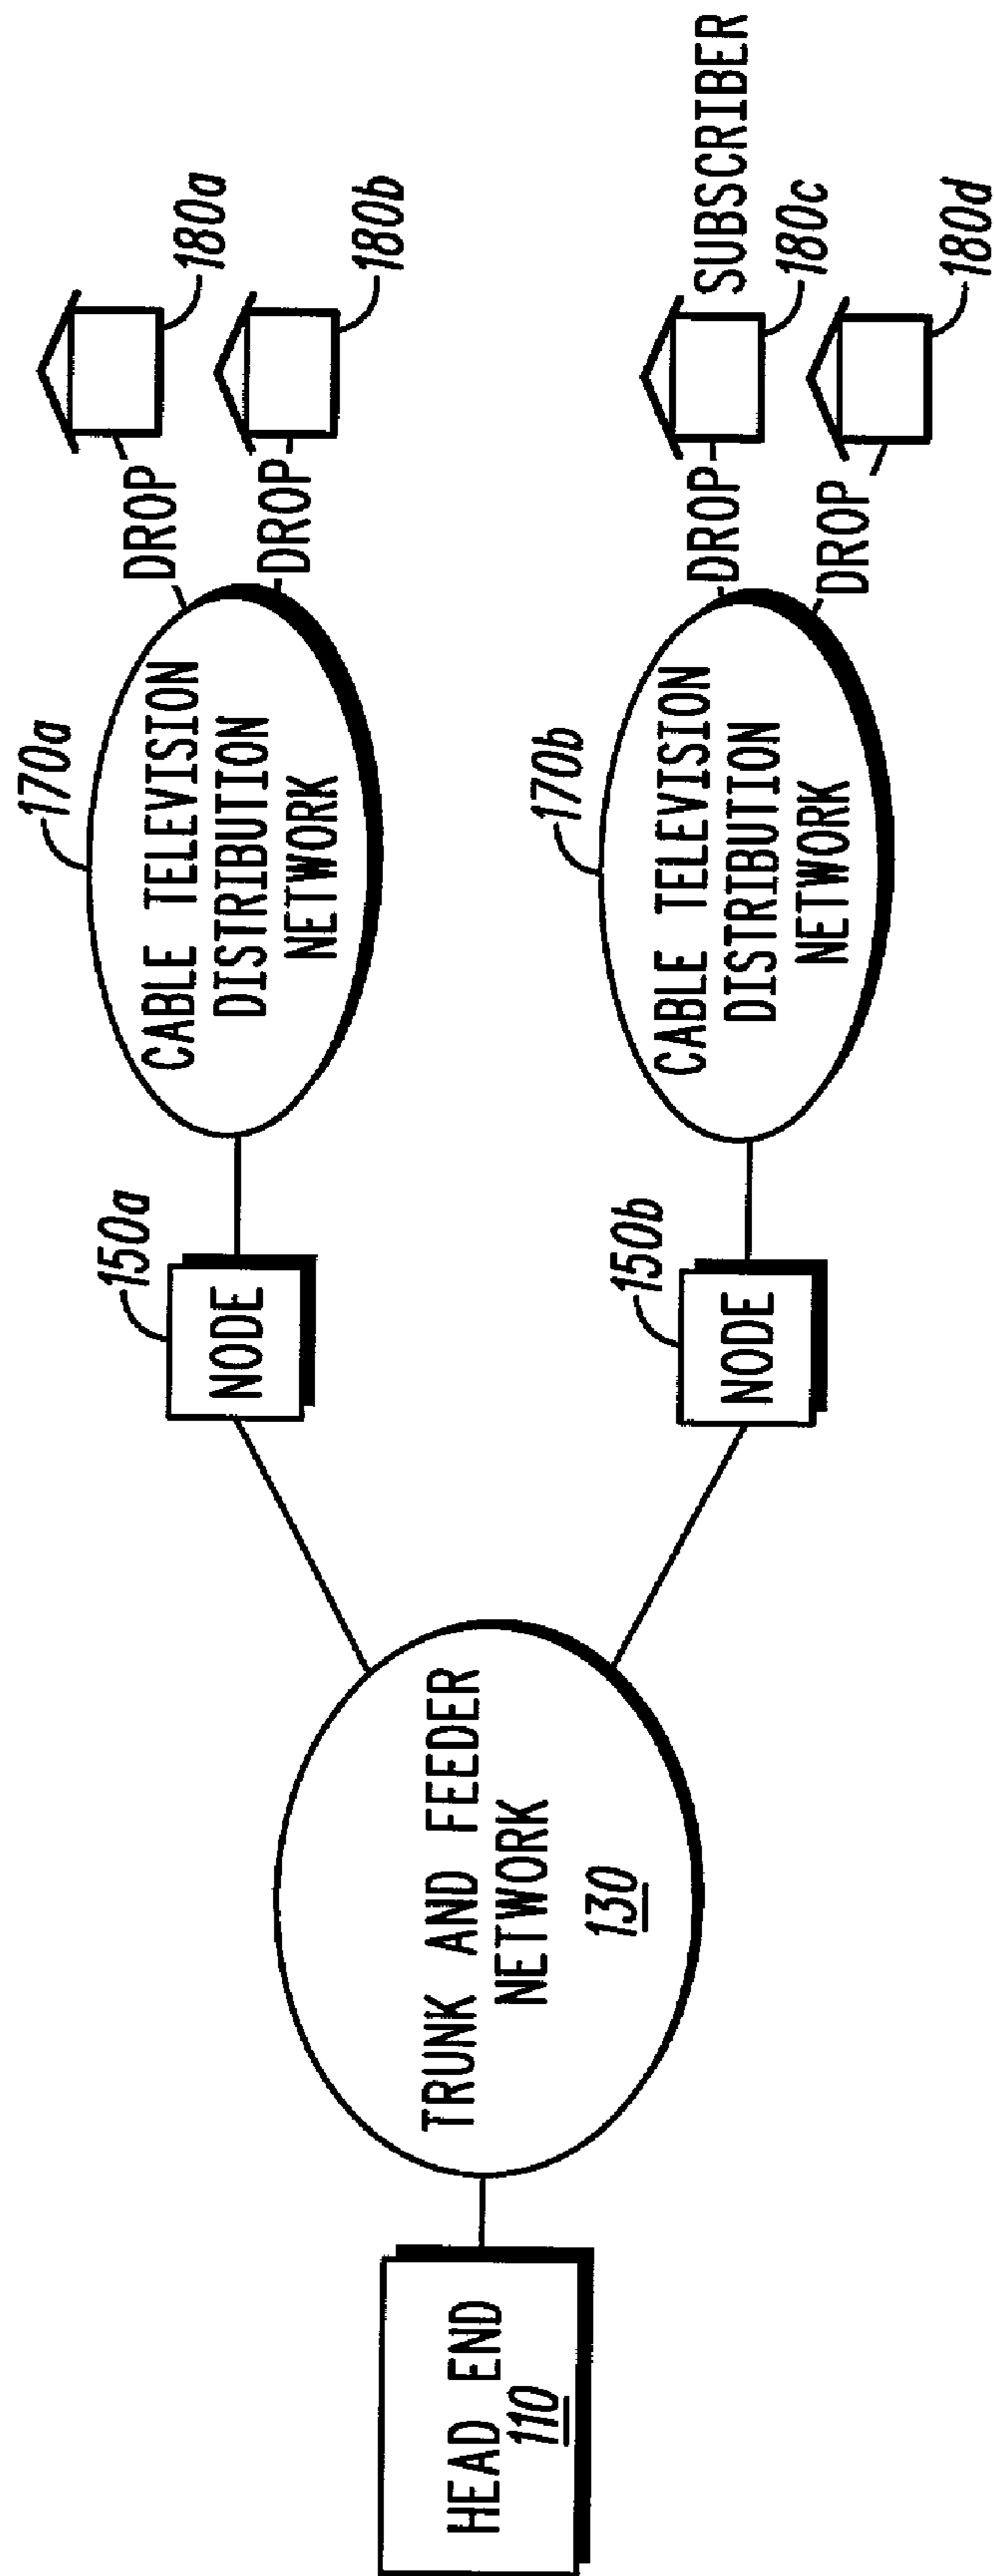 HEAD END
110
TRUNK AND FEEDER
NETWORK
130
150a
NODE
170a
CABLE TELEVISION
DISTRIBUTION
NETWORK
DROP
180a
DROP
180b
150b
NODE
170b
CABLE TELEVISION
DISTRIBUTION
NETWORK
DROP
SUBSCRIBER
180c
DROP
180d